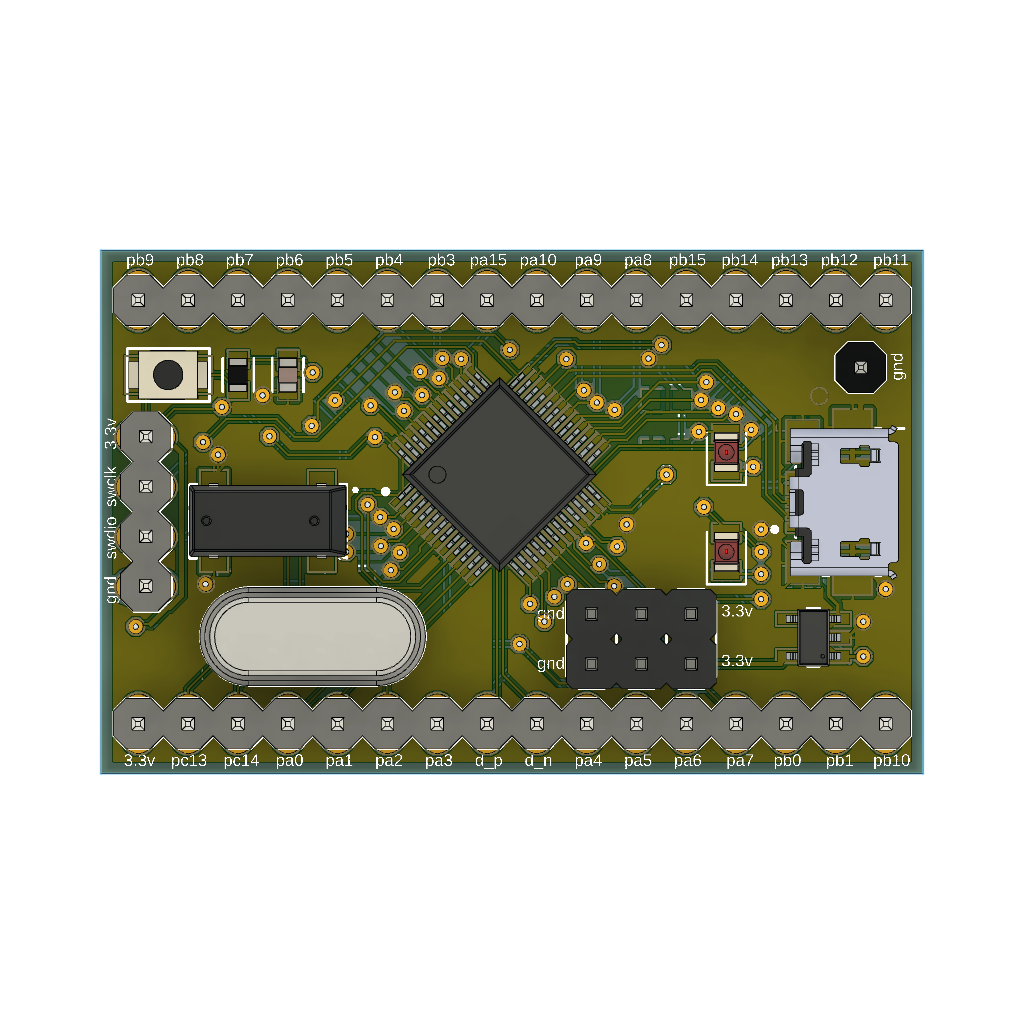 pb9 pb8 pb7 pb6 pb5 pb4 pb3 pa15 pa10 pa9 pa8 pb15 pb14 pb13 pb12 pb11
gnd
3.3v
swclk
swdio
gnd
gnd 3.3v
gnd 3.3v
3.3v pc13 pc14 pa0 pa1 pa2 pa3 d_p d_n pa4 pa5 pa6 pa7 pb0 pb1 pb10